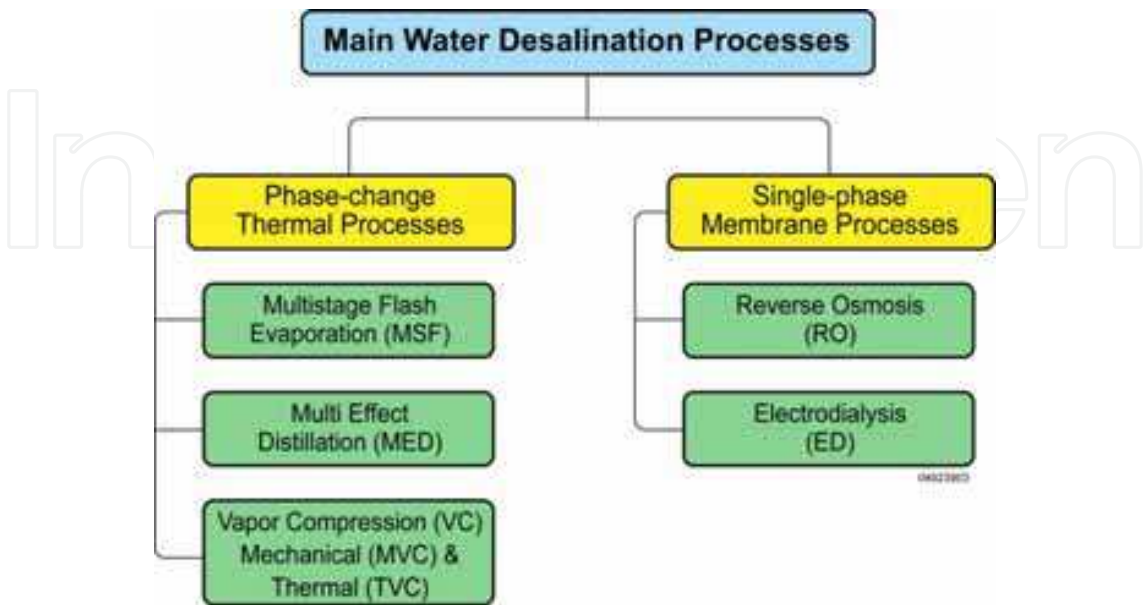 Main Water Desalination Processes
Phase-change
Thermal Processes
Multistage Flash
Evaporation (MSF)
Multi Effect
Distillation (MED)
Vapor Compression (VC)
Mechanical (MVC) &
Thermal (TVC)
Single-phase
Membrane Processes
Reverse Osmosis
(RO)
Electrodialysis
(ED)